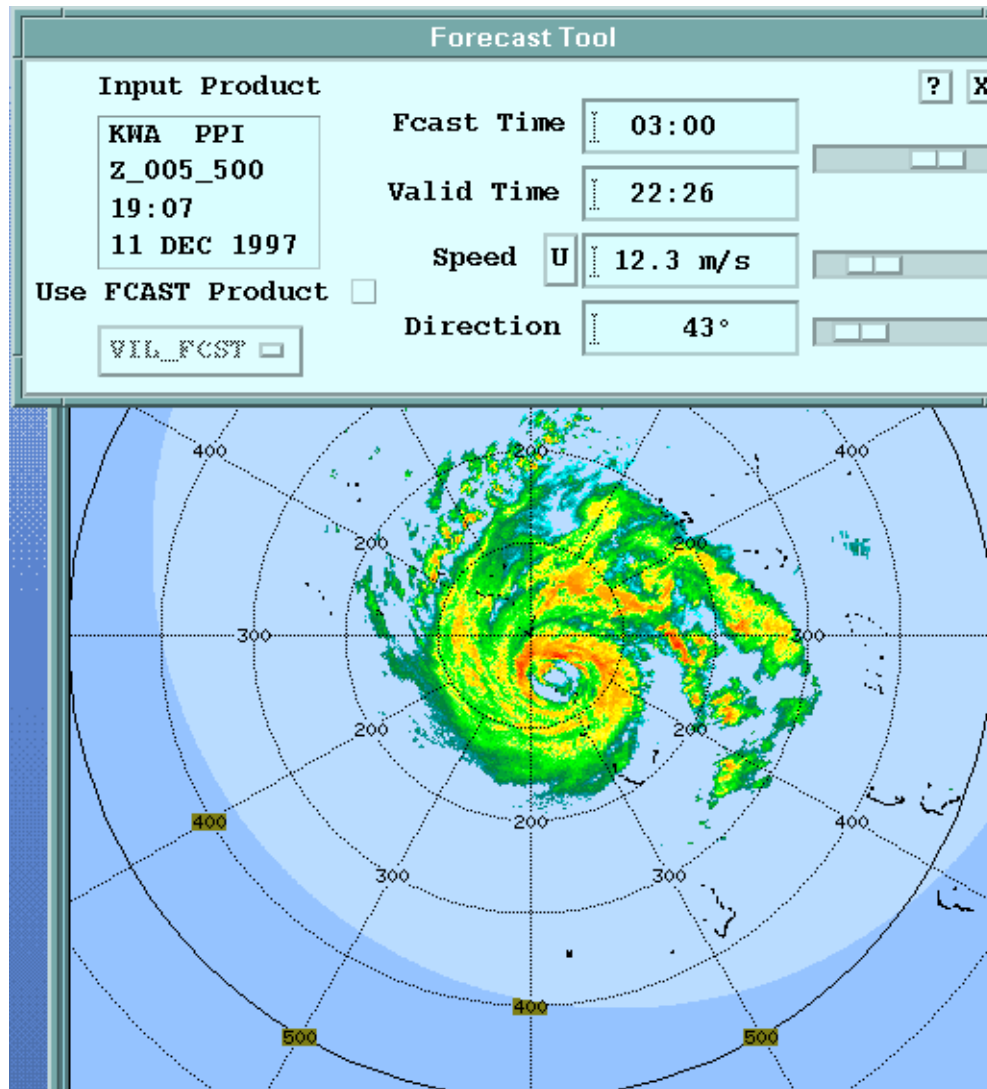 Forecast Tool
Input Product
? X
KWA PPI
Z_005_500
19:07
11 DEC 1997
Fcast Time 03:00
Valid Time 22:26
Speed U 12.3 m/s
Use FCAST Product
Direction 43°
VIL_FCST
400 200 400
200 200
300 300
200 200
400 200 400
300 300
400
500 500